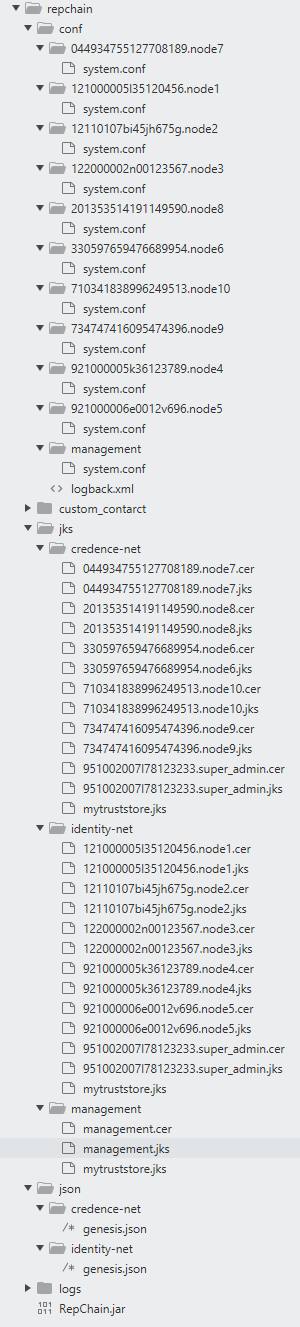 repchain
conf
044934755127708189.node7
system.conf
121000005l35120456.node1
system.conf
12110107bi45jh675g.node2
system.conf
122000002n00123567.node3
system.conf
201353514191149590.node8
system.conf
330597659476689954.node6
system.conf
710341838996249513.node10
system.conf
734747416095474396.node9
system.conf
921000005k36123789.node4
system.conf
921000006e0012v696.node5
system.conf
management
system.conf
<> logback.xml
custom_contarct
jks
credence-net
044934755127708189.node7.cer
044934755127708189.node7.jks
201353514191149590.node8.cer
201353514191149590.node8.jks
330597659476689954.node6.cer
330597659476689954.node6.jks
710341838996249513.node10.cer
710341838996249513.node10.jks
734747416095474396.node9.cer
734747416095474396.node9.jks
951002007l78123233.super_admin.cer
951002007l78123233.super_admin.jks
mytruststore.jks
identity-net
121000005l35120456.node1.cer
121000005l35120456.node1.jks
12110107bi45jh675g.node2.cer
12110107bi45jh675g.node2.jks
122000002n00123567.node3.cer
122000002n00123567.node3.jks
921000005k36123789.node4.cer
921000005k36123789.node4.jks
921000006e0012v696.node5.cer
921000006e0012v696.node5.jks
951002007l78123233.super_admin.cer
951002007l78123233.super_admin.jks
mytruststore.jks
management
management.cer
management.jks
mytruststore.jks
json
credence-net
/* genesis.json
identity-net
/* genesis.json
logs
RepChain.jar